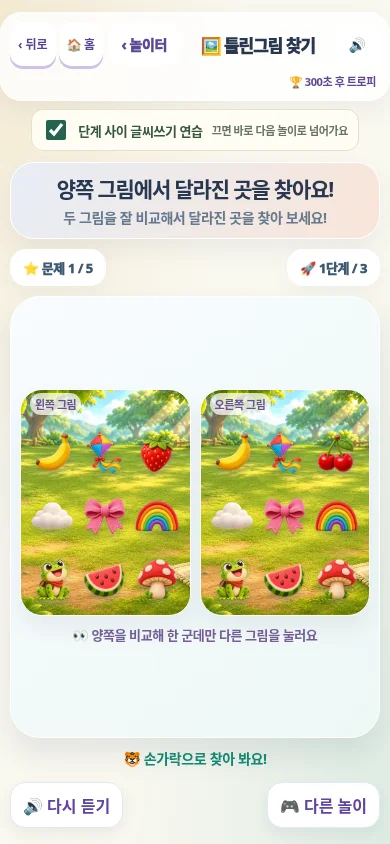 ‹ 뒤로 🏠 홈 ‹ 놀이터 🖼️ 틀린그림 찾기 🔊
🏆 300초 후 트로피
단계 사이 글씨쓰기 연습 끄면 바로 다음 놀이로 넘어가요
양쪽 그림에서 달라진 곳을 찾아요!
두 그림을 잘 비교해서 달라진 곳을 찾아 보세요!
⭐ 문제 1 / 5 🚀 1단계 / 3
왼쪽 그림 오른쪽 그림
👀 양쪽을 비교해 한 군데만 다른 그림을 눌러요
🐯 손가락으로 찾아 봐요!
🔊 다시 듣기 🎮 다른 놀이